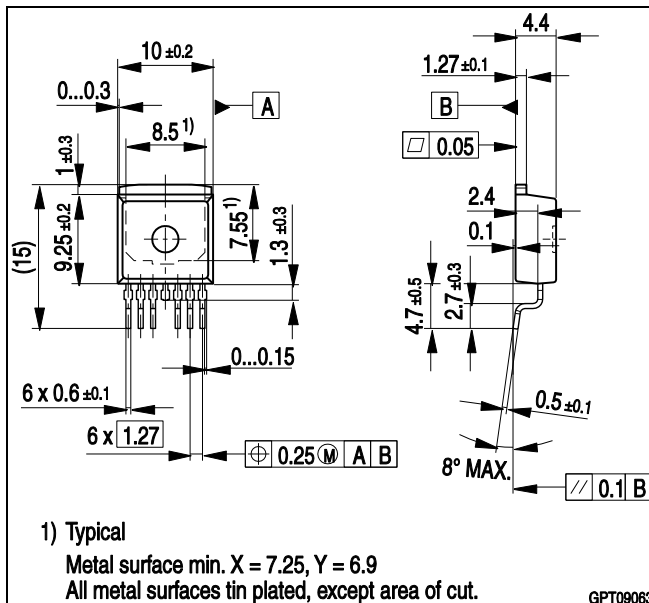 4.4
10 ±0.2
1.27 ±0.1
0...0.3
A
B
8.5 1)
0.05
1 ±0.3
2.4
7.55 1)
1.3 ±0.3
9.25 ±0.2
(15)
0.1
4.7 ±0.5
2.7 ±0.3
0...0.15
6 x 0.6 ±0.1
0.5 ±0.1
6 x 1.27
0.25 Ⓜ A B
8° MAX.
// 0.1 B
1) Typical
Metal surface min. X = 7.25, Y = 6.9
All metal surfaces tin plated, except area of cut.
GPT09063